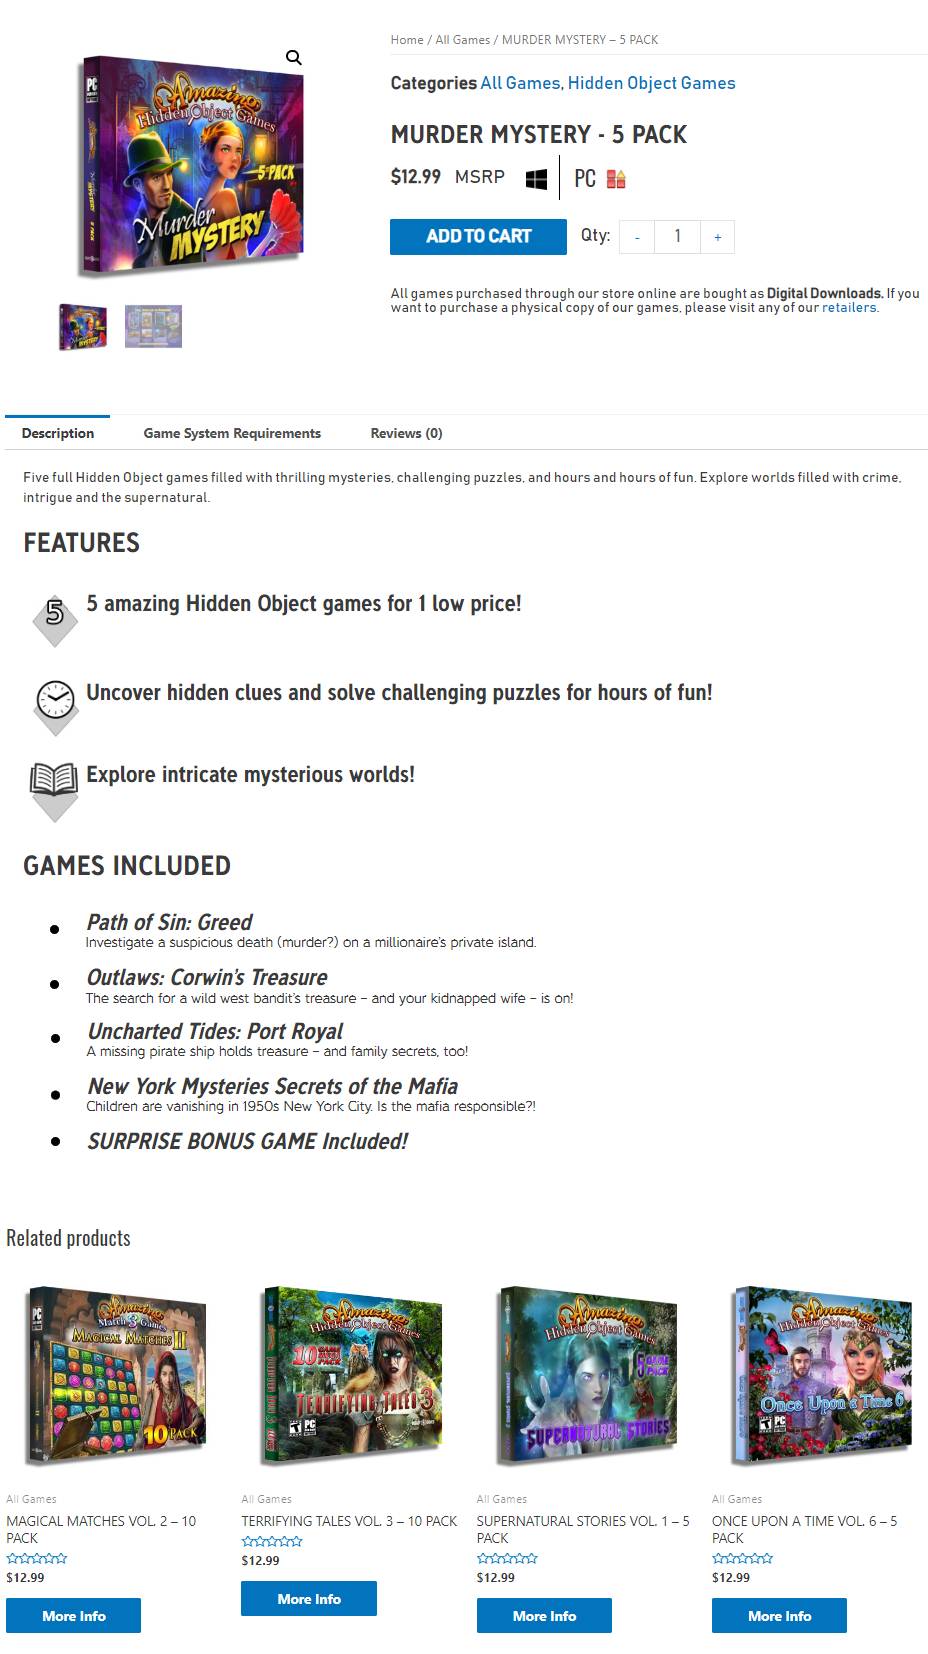 Home / All Games / MURDER MYSTERY – 5 PACK
Categories All Games, Hidden Object Games
PC
Amazing
Hidden Object Games
5 PACK
Murder
MYSTERY
MURDER MYSTERY - 5 PACK
$12.99 MSRP PC
ADD TO CART Qty: - 1 +
All games purchased through our store online are bought as Digital Downloads. If you
want to purchase a physical copy of our games, please visit any of our retailers.
Description Game System Requirements Reviews (0)
Five full Hidden Object games filled with thrilling mysteries, challenging puzzles, and hours and hours of fun. Explore worlds filled with crime,
intrigue and the supernatural.
FEATURES
5 5 amazing Hidden Object games for 1 low price!
Uncover hidden clues and solve challenging puzzles for hours of fun!
Explore intricate mysterious worlds!
GAMES INCLUDED
Path of Sin: Greed
Investigate a suspicious death (murder?) on a millionaire's private island.
Outlaws: Corwin's Treasure
The search for a wild west bandit's treasure – and your kidnapped wife – is on!
Uncharted Tides: Port Royal
A missing pirate ship holds treasure – and family secrets, too!
New York Mysteries Secrets of the Mafia
Children are vanishing in 1950s New York City. Is the mafia responsible?!
SURPRISE BONUS GAME Included!
Related products
PC
Amazing
Match 3 Games
MAGICAL MATCHES II
10 PACK
Amazing
Hidden Object Games
10 GAME PACK
TERRIFYING TALES 3
PC
Amazing
Hidden Object Games
5 GAME PACK
SUPERNATURAL STORIES
Amazing
Hidden Object Games
Once Upon a Time 6
PC
All Games
MAGICAL MATCHES VOL. 2 – 10
PACK
$12.99
More Info
All Games
TERRIFYING TALES VOL. 3 – 10 PACK
$12.99
More Info
All Games
SUPERNATURAL STORIES VOL. 1 – 5
PACK
$12.99
More Info
All Games
ONCE UPON A TIME VOL. 6 – 5
PACK
$12.99
More Info